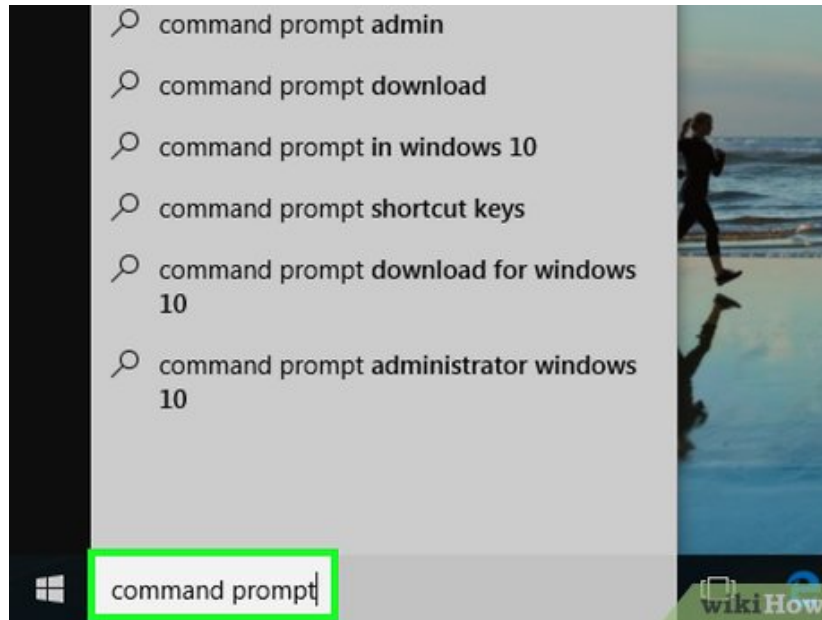 command prompt admin
command prompt download
command prompt in windows 10
command prompt shortcut keys
command prompt download for windows
10
command prompt administrator windows
10
command prompt
wikiHow